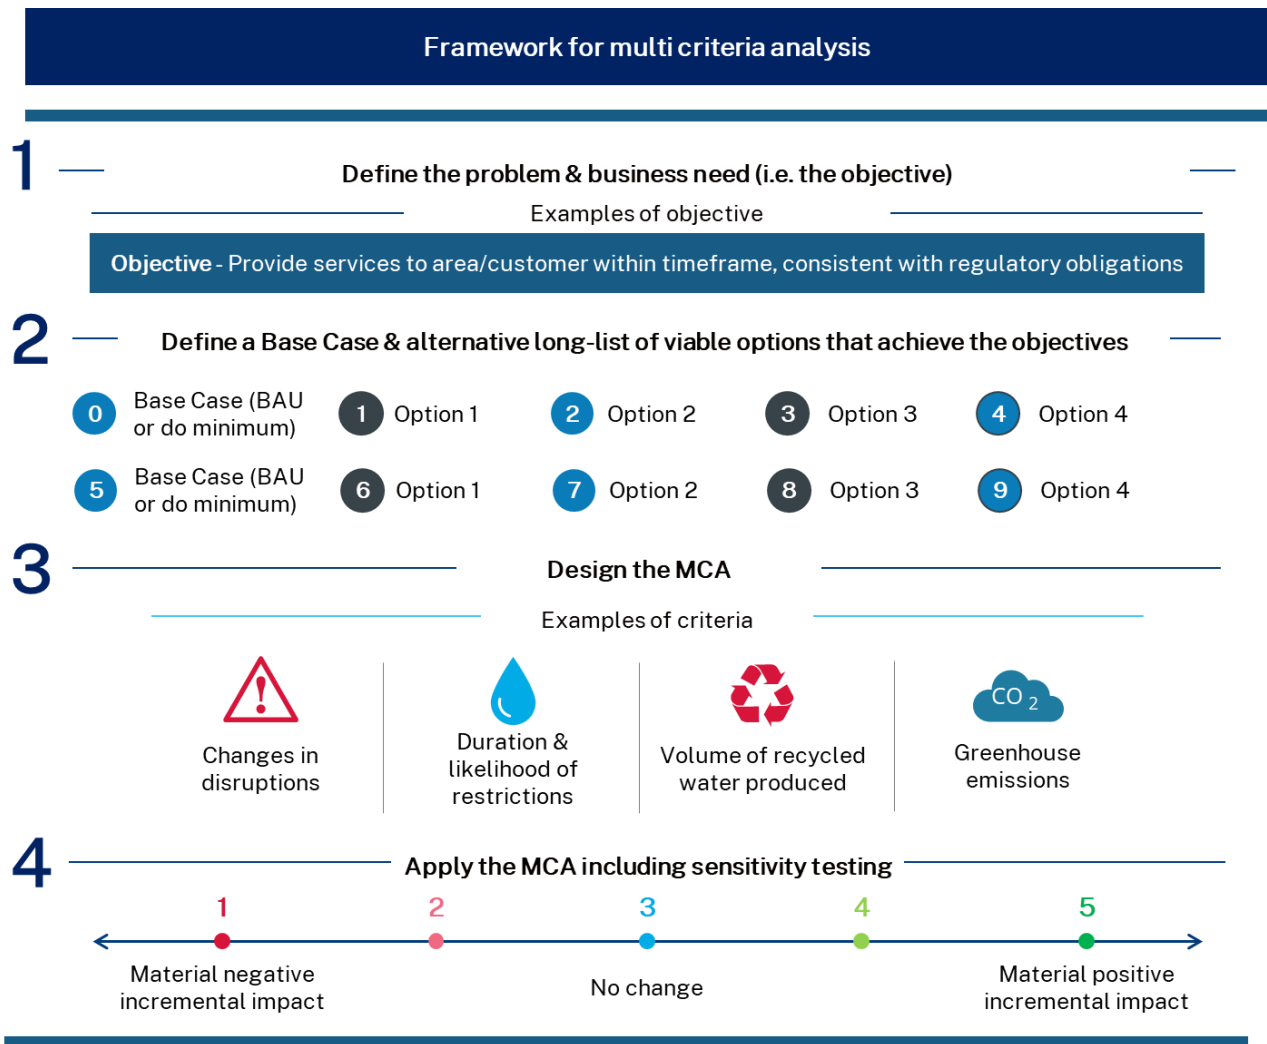 Framework for multi criteria analysis
1
Define the problem & business need (i.e. the objective)
Examples of objective
Objective - Provide services to area/customer within timeframe, consistent with regulatory obligations
2
Define a Base Case & alternative long-list of viable options that achieve the objectives
0 Base Case (BAU
or do minimum)
1 Option 1
2 Option 2
3 Option 3
4 Option 4
5 Base Case (BAU
or do minimum)
6 Option 1
7 Option 2
8 Option 3
9 Option 4
3
Design the MCA
Examples of criteria
Changes in
disruptions
Duration &
likelihood of
restrictions
Volume of recycled
water produced
CO 2
Greenhouse
emissions
4
Apply the MCA including sensitivity testing
1 2 3 4 5
Material negative
incremental impact
No change
Material positive
incremental impact